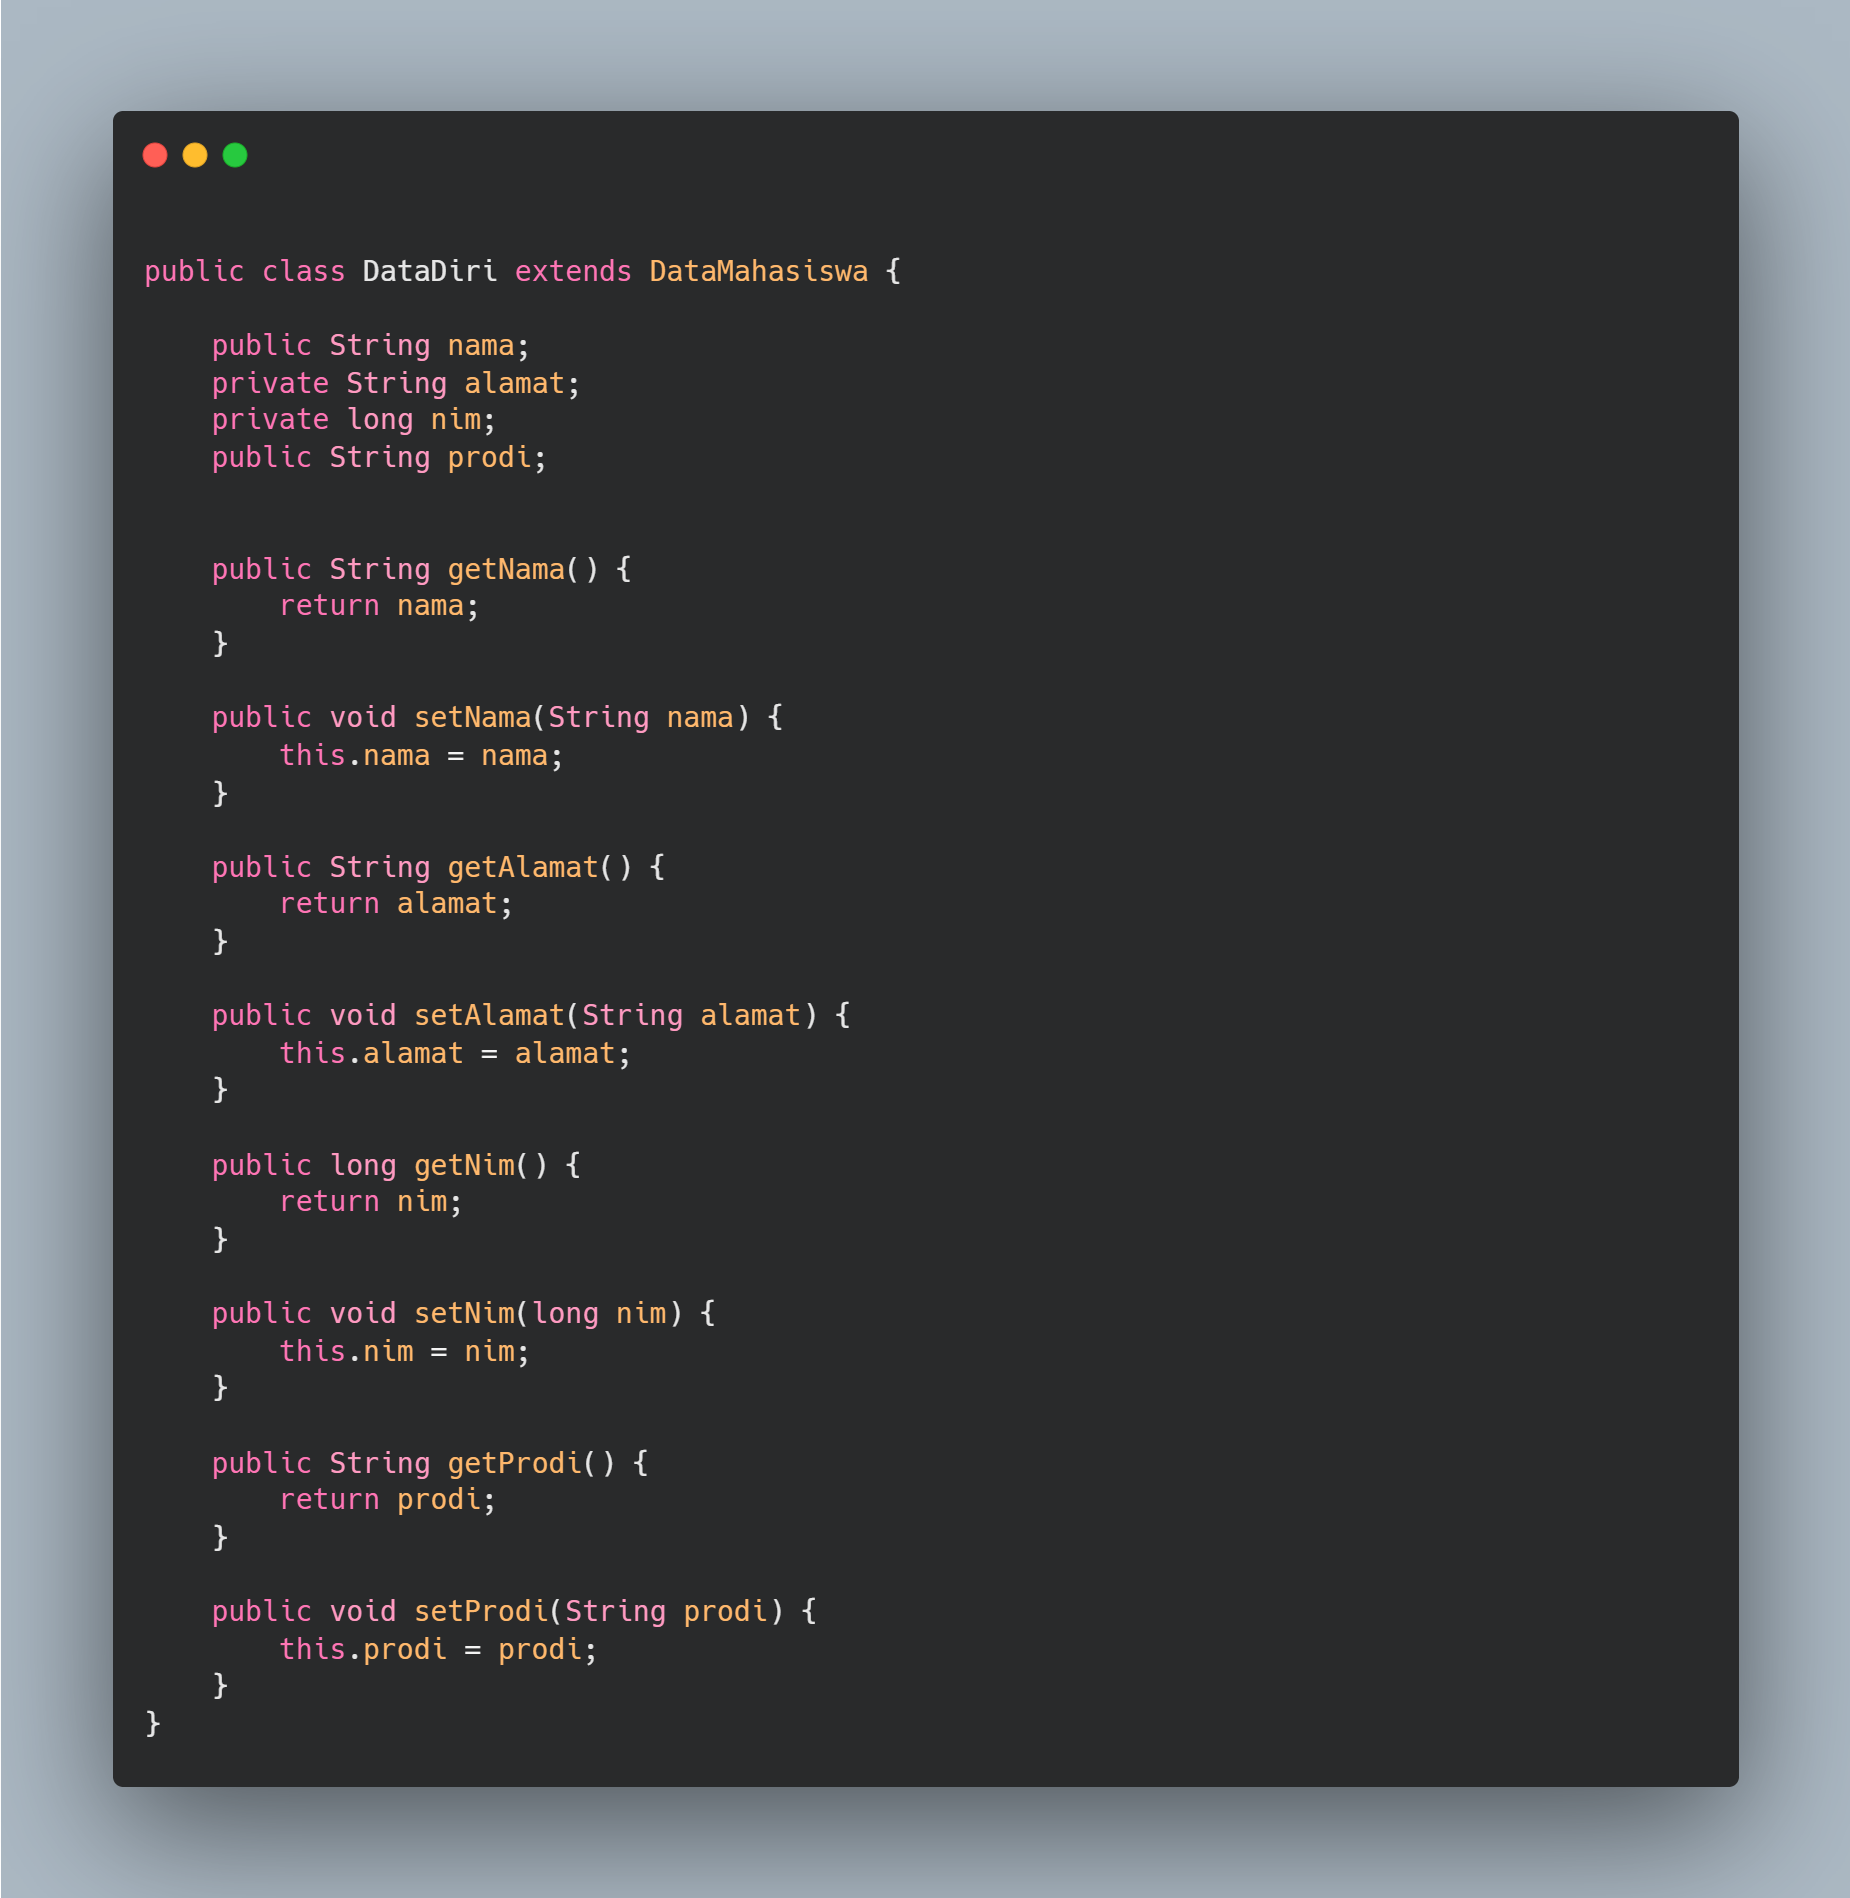 public class DataDiri extends DataMahasiswa {
    public String nama;
    private String alamat;
    private long nim;
    public String prodi;
    public String getNama() {
        return nama;
    }
    public void setNama(String nama) {
        this.nama = nama;
    }
    public String getAlamat() {
        return alamat;
    }
    public void setAlamat(String alamat) {
        this.alamat = alamat;
    }
    public long getNim() {
        return nim;
    }
    public void setNim(long nim) {
        this.nim = nim;
    }
    public String getProdi() {
        return prodi;
    }
    public void setProdi(String prodi) {
        this.prodi = prodi;
    }
}